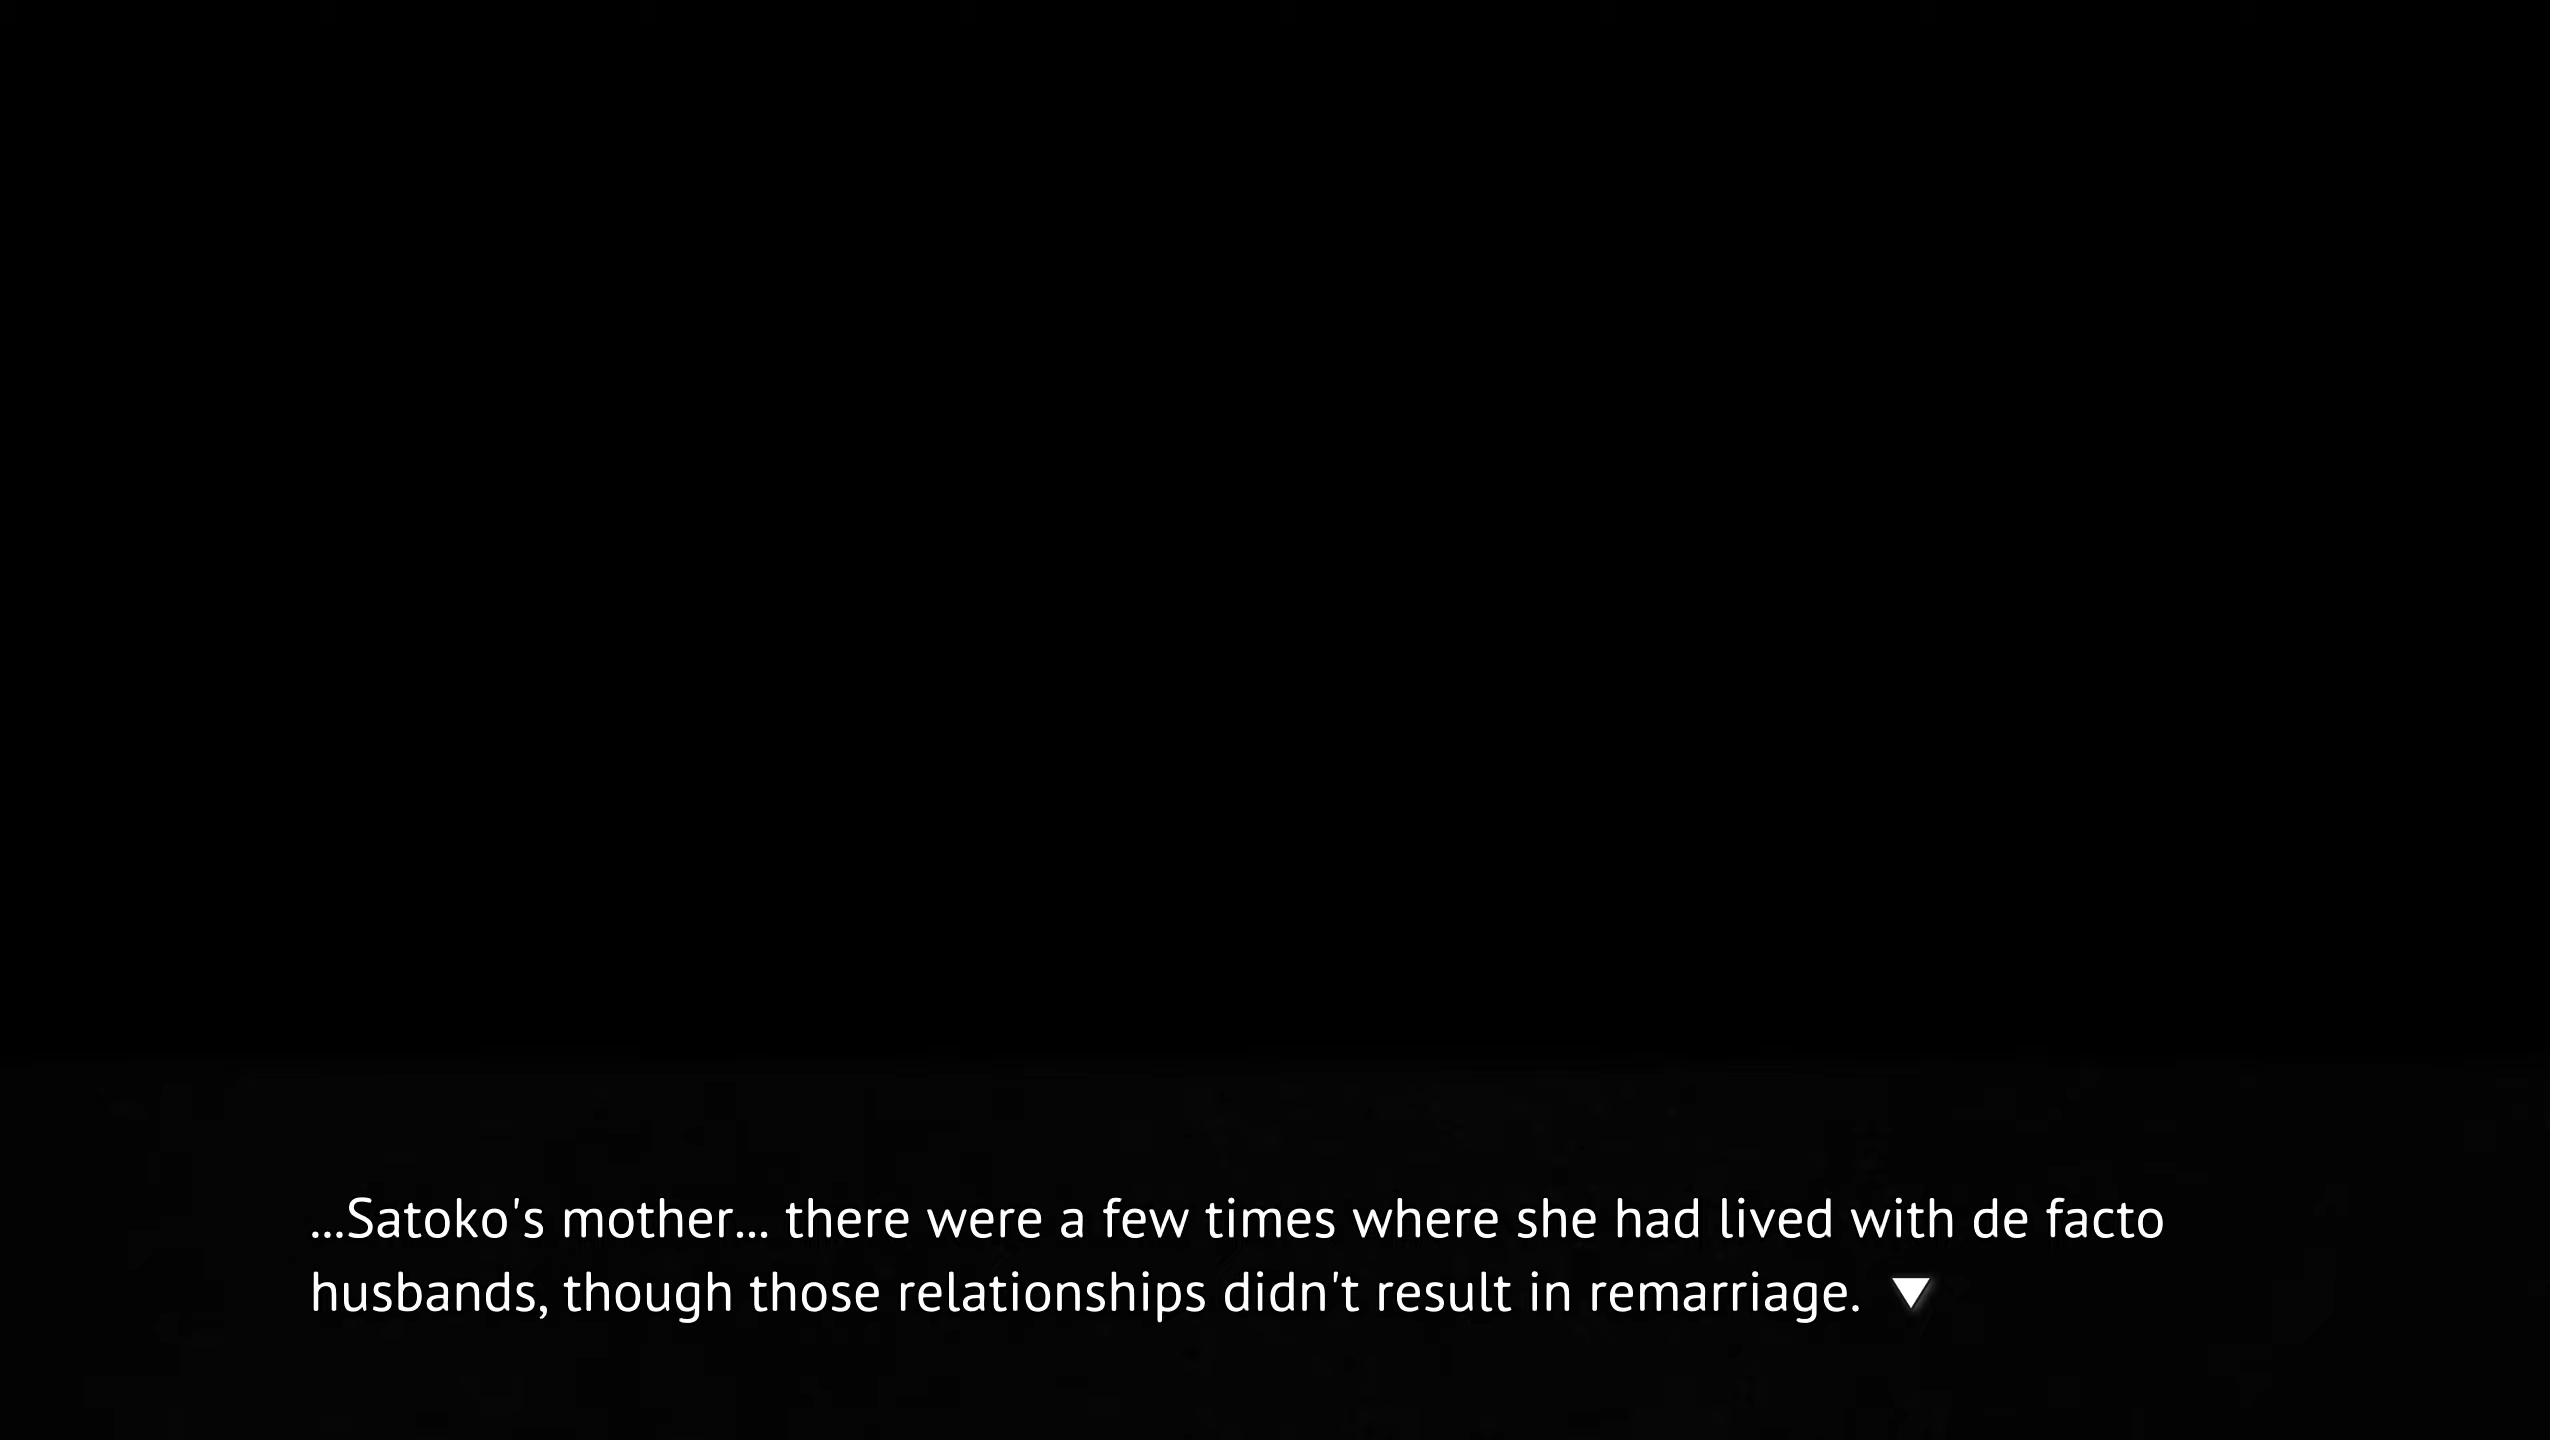 ...Satoko's mother... there were a few times where she had lived with de facto
husbands, though those relationships didn't result in remarriage. ▼